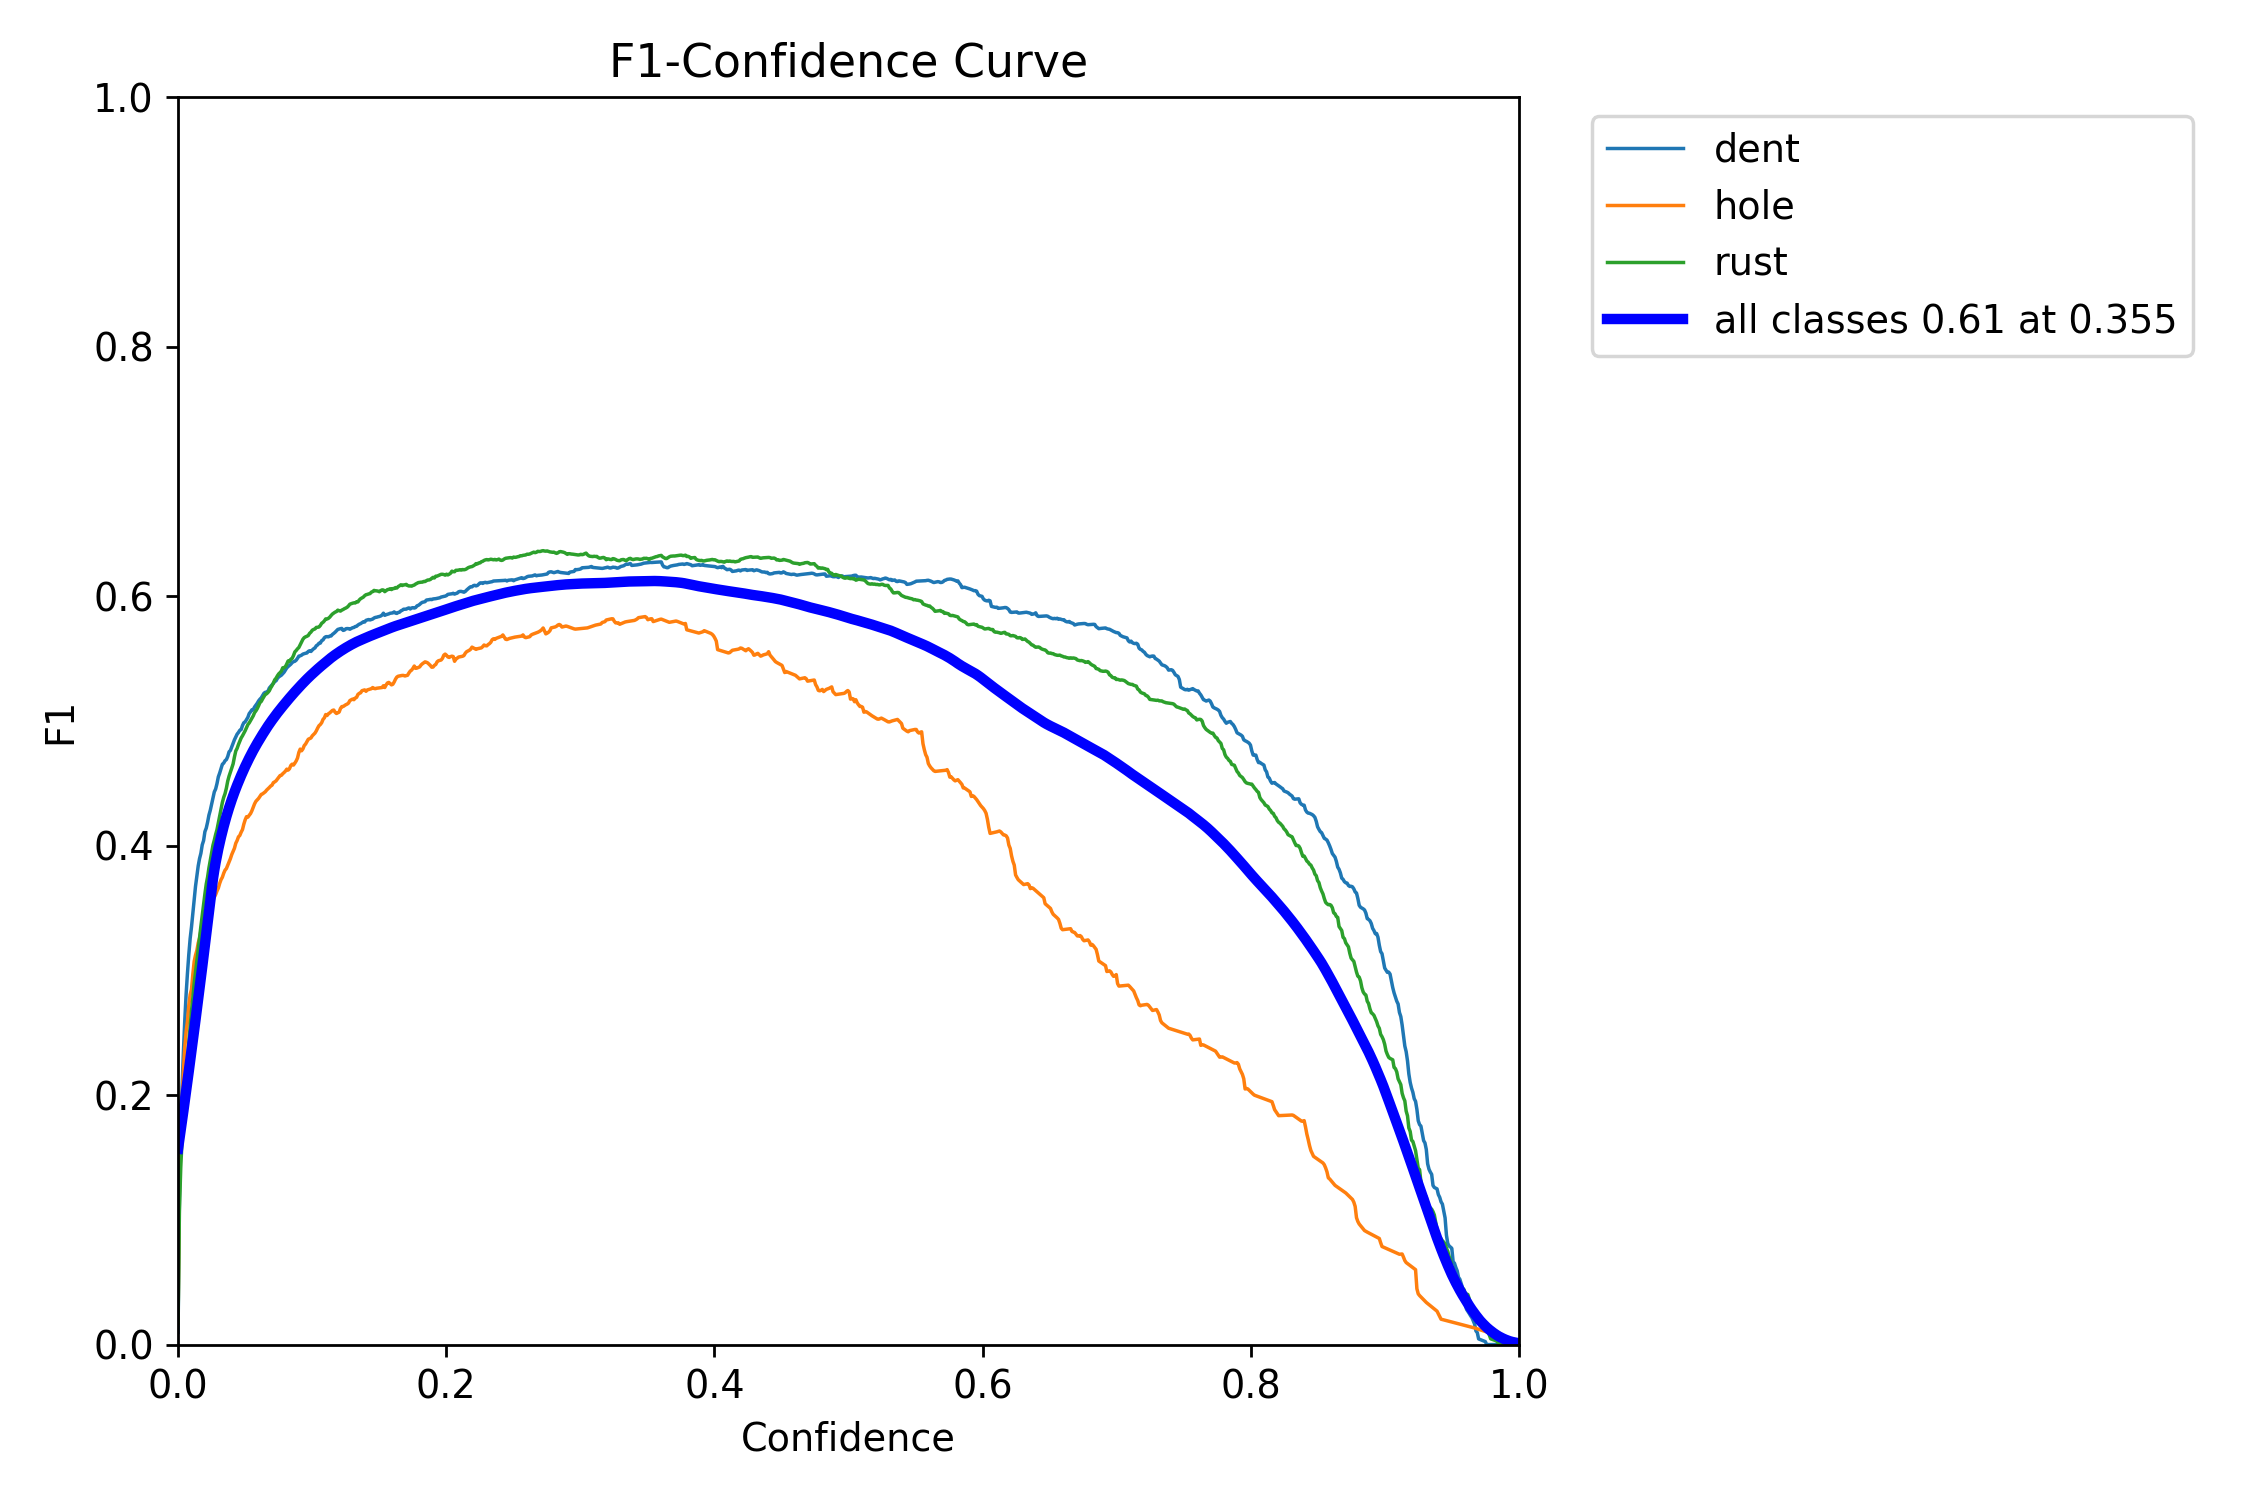 F1-Confidence Curve
1.0
0.8
0.6
0.4
0.2
0.0
F1
0.0 0.2 0.4 0.6 0.8 1.0
Confidence
dent
hole
rust
all classes 0.61 at 0.355